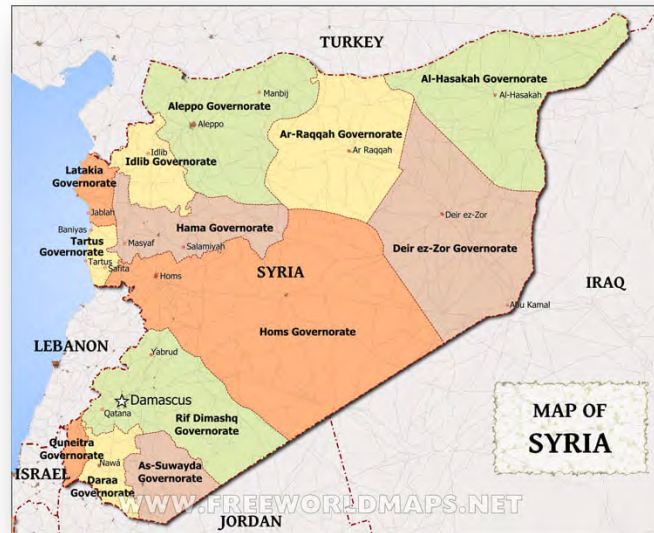 TURKEY
Al-Hasakah Governorate
Al-Hasakah
Manbij
Aleppo Governorate
Aleppo
Ar-Raqqah Governorate
Ar Raqqah
Idlib
Idlib Governorate
Latakia
Governorate
Jablah
Baniyas
Hama Governorate
Deir ez-Zor
Tartus
Governorate
Masyaf
Salamiyah
Deir ez-Zor Governorate
Tartus
Safita
Homs
SYRIA
IRAQ
Abu Kamal
Homs Governorate
LEBANON
Yabrud
Damascus
Qatana
Rif Dimashq
Governorate
MAP OF
SYRIA
Quneitra
Governorate
Nawá
ISRAEL
Daraa
Governorate
As-Suwayda
Governorate
WWW.FREEWORLDMAPS.NET
JORDAN